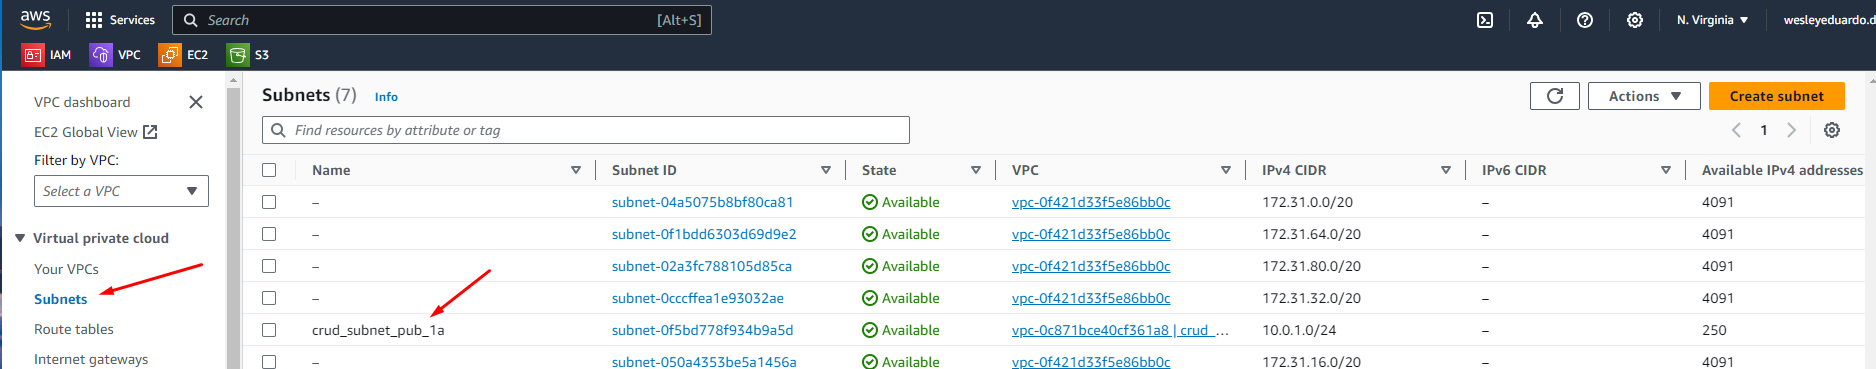 aws Services Search [Alt+S] N. Virginia wesleyeduardo.d
IAM VPC EC2 S3
VPC dashboard
EC2 Global View
Filter by VPC:
Select a VPC
Virtual private cloud
Your VPCs
Subnets
Route tables
Internet gateways
Subnets (7) Info Actions Create subnet
Find resources by attribute or tag 1
Name Subnet ID State VPC IPv4 CIDR IPv6 CIDR Available IPv4 addresses
– subnet-04a5075b8bf80ca81 Available vpc-0f421d33f5e86bb0c 172.31.0.0/20 – 4091
– subnet-0f1bdd6303d69d9e2 Available vpc-0f421d33f5e86bb0c 172.31.64.0/20 – 4091
– subnet-02a3fc788105d85ca Available vpc-0f421d33f5e86bb0c 172.31.80.0/20 – 4091
– subnet-0cccffea1e93032ae Available vpc-0f421d33f5e86bb0c 172.31.32.0/20 – 4091
crud_subnet_pub_1a subnet-0f5bd778f934b9a5d Available vpc-0c871bce40cf361a8 | crud_... 10.0.1.0/24 – 250
– subnet-050a4353be5a1456a Available vpc-0f421d33f5e86bb0c 172.31.16.0/20 – 4091